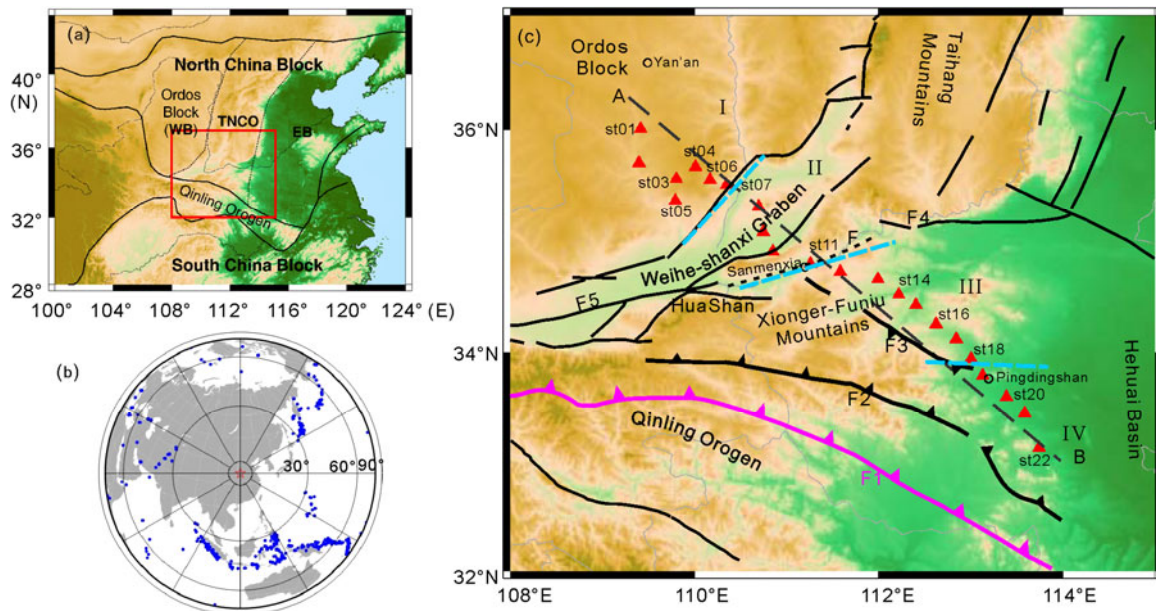 (a)
North China Block
40°
(N)
Ordos
Block
(WB)
TNCO
EB
36°
Qinling Orogen
32°
South China Block
28°
100° 104° 108° 112° 116° 120° 124° (E)
(b)
30° 60° 90°
(c)
Ordos
Block
Yan'an
Taihang
Mountains
A
I
36°N
st01
st04
st06
II
st03
st07
st05
F4
Weihe-shanxi Graben
st11
F
Sanmenxia
st14
III
F5
HuaShan
Xionger-Funiu
Mountains
st16
F3
st18
34°N
Pingdingshan
Hehuai Basin
F2
st20
Qinling Orogen
IV
B
st22
F1
32°N
108°E 110°E 112°E 114°E